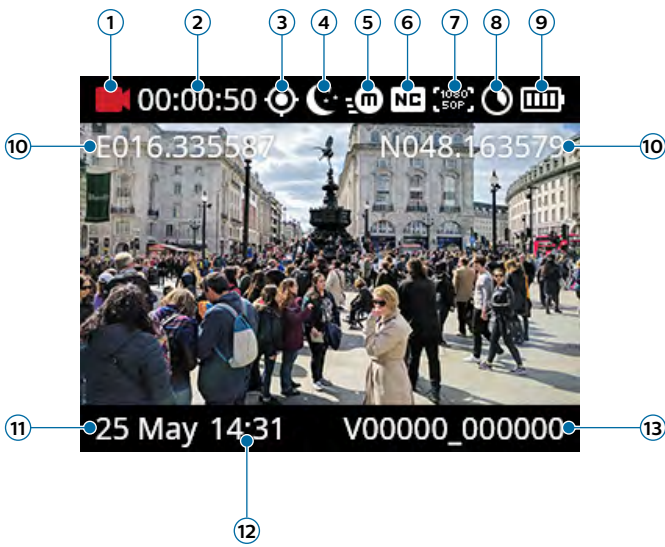 1 2 3 4 5 6 7 8 9
00:00:50 m NC 1080 50P
10 E016.335587 N048.163579 10
11 25 May 14:31 V00000_000000 13
12